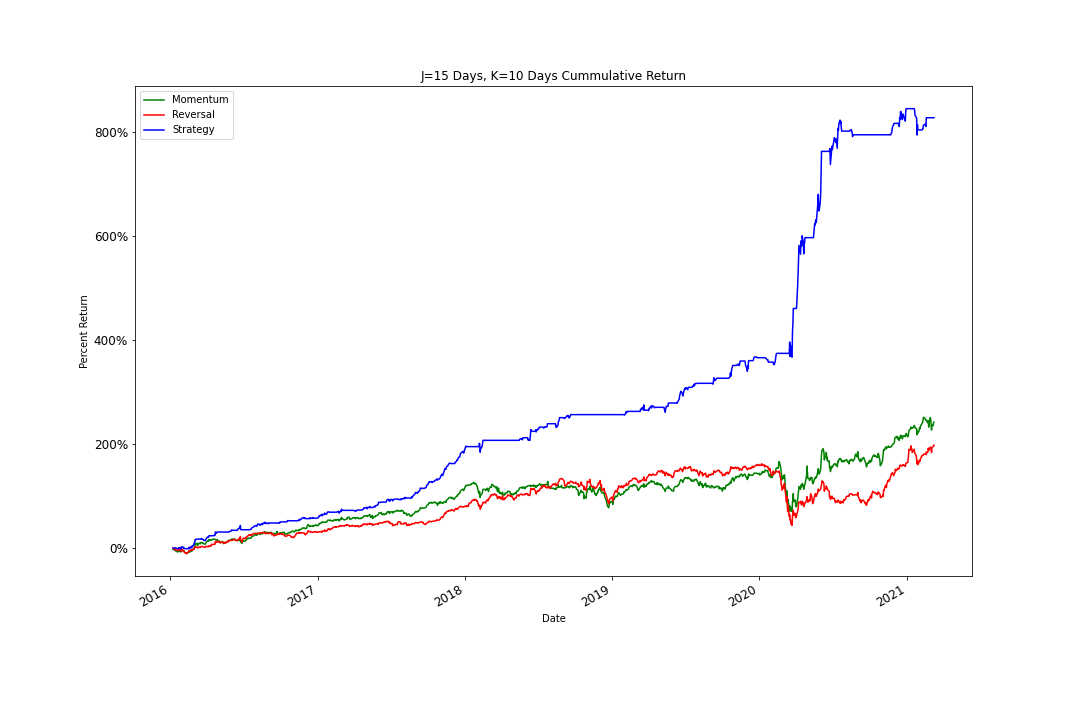 J=15 Days, K=10 Days Cummulative Return
Momentum
Reversal
Strategy
800%
600%
400%
200%
0%
Percent Return
2016
2017
2018
2019
2020
2021
Date